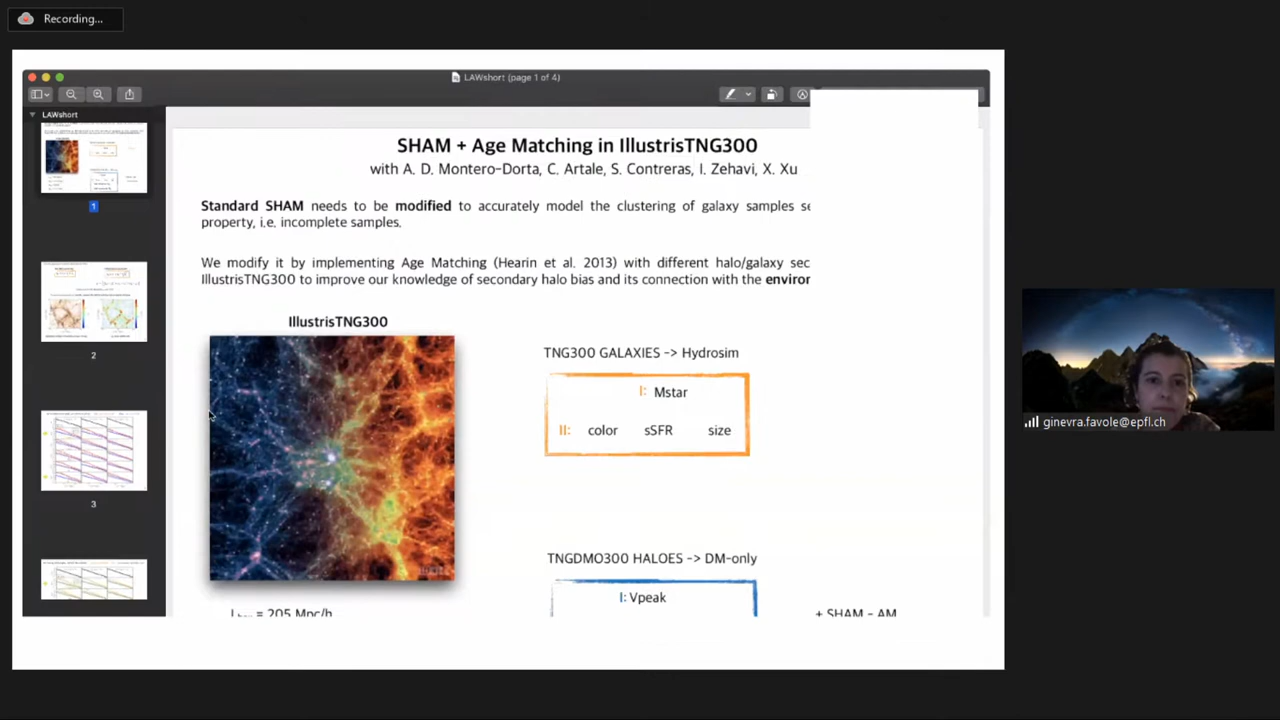 Recording...
LAWshort (page 1 of 4)
LAWshort
1
2
3
SHAM + Age Matching in IllustrisTNG300
with A. D. Montero-Dorta, C. Artale, S. Contreras, I. Zehavi, X. Xu
Standard SHAM needs to be modified to accurately model the clustering of galaxy samples se
property, i.e. incomplete samples.
We modify it by implementing Age Matching (Hearin et al. 2013) with different halo/galaxy sec
IllustrisTNG300 to improve our knowledge of secondary halo bias and its connection with the environ
IllustrisTNG300
TNG300 GALAXIES -> Hydrosim
I: Mstar
II: color sSFR size
TNGDMO300 HALOES -> DM-only
I: Vpeak
= 205 Mpc/h
+ SHAM - AM
ginevra.favole@epfl.ch